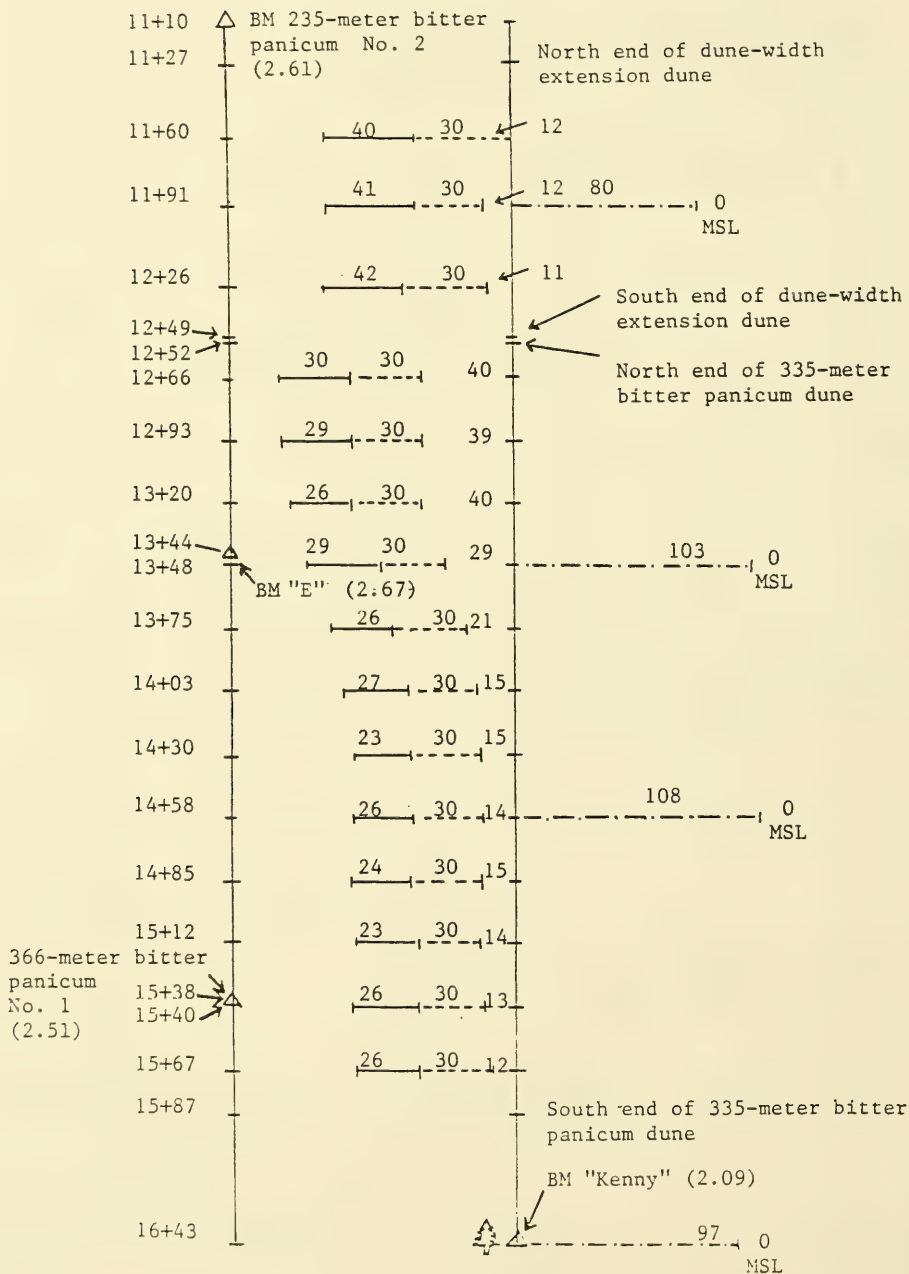 11+10 BM 235-meter bitter
panicum No. 2
(2.61)
11+27
North end of dune-width
extension dune
11+60 40 30 12
11+91 41 30 12 80 0
MSL
12+26 42 30 11
South end of dune-width
extension dune
12+49
12+52
North end of 335-meter
bitter panicum dune
12+66 30 30 40
12+93 29 30 39
13+20 26 30 40
13+44
13+48 29 30 29 103 0
MSL
BM "E" (2.67)
13+75 26 30 21
14+03 27 30 15
14+30 23 30 15
14+58 26 30 14 108 0
MSL
14+85 24 30 15
15+12 23 30 14
366-meter bitter
panicum
No. 1
(2.51)
15+38
15+40 26 30 13
15+67 26 30 12
15+87
South end of 335-meter bitter
panicum dune
BM "Kenny" (2.09)
16+43 97 0
MSL